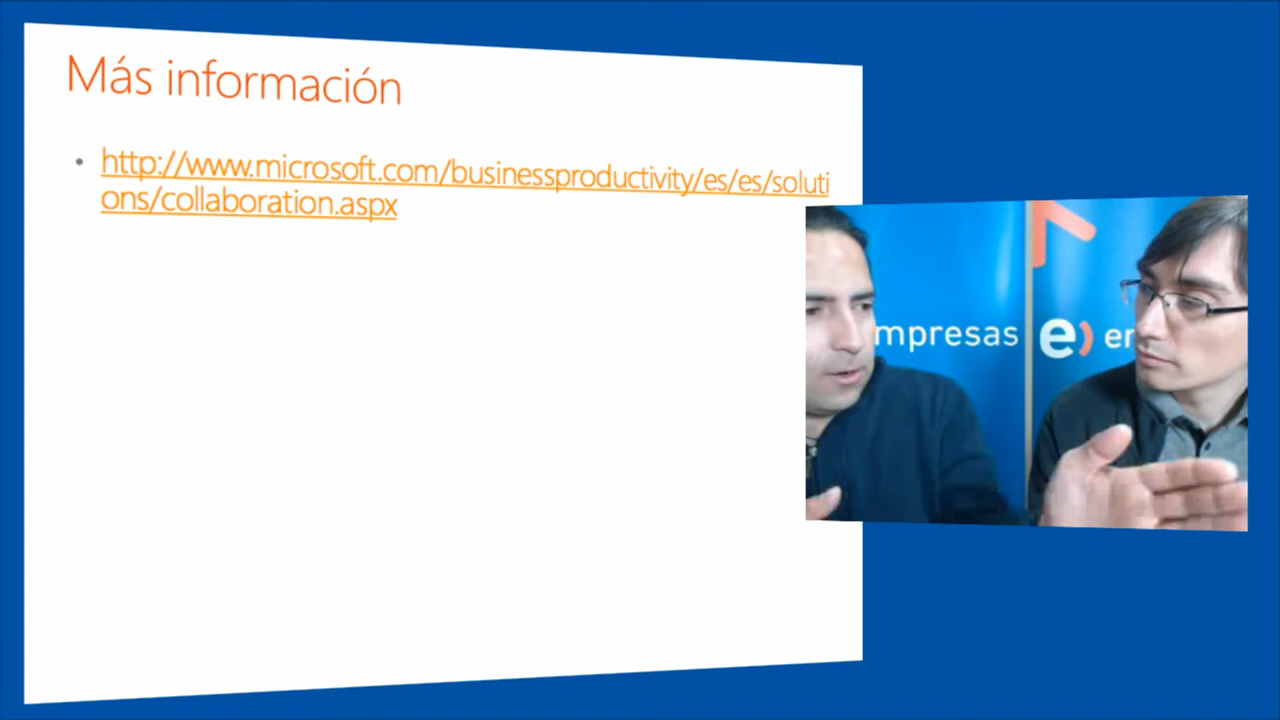 Más información
• http://www.microsoft.com/businessproductivity/es/es/soluti
ons/collaboration.aspx
mpresas
e) en